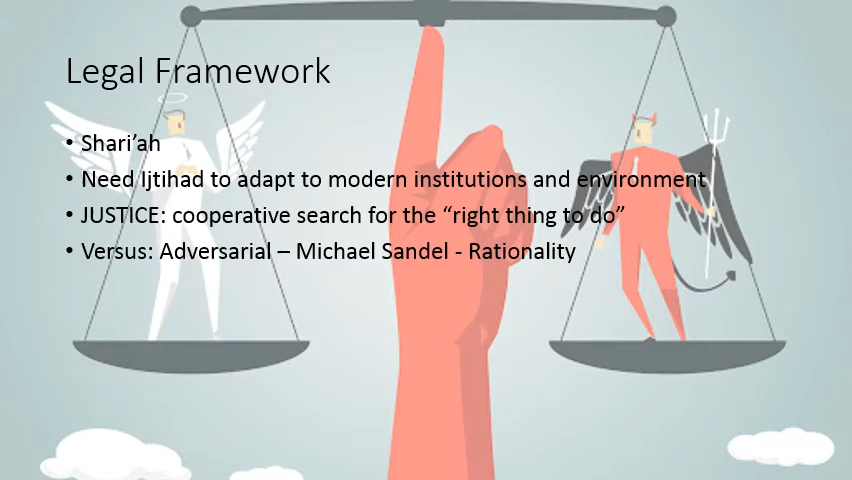 Legal Framework
• Shari’ah
• Need Ijtihad to adapt to modern institutions and environment
• JUSTICE: cooperative search for the “right thing to do”
• Versus: Adversarial – Michael Sandel - Rationality